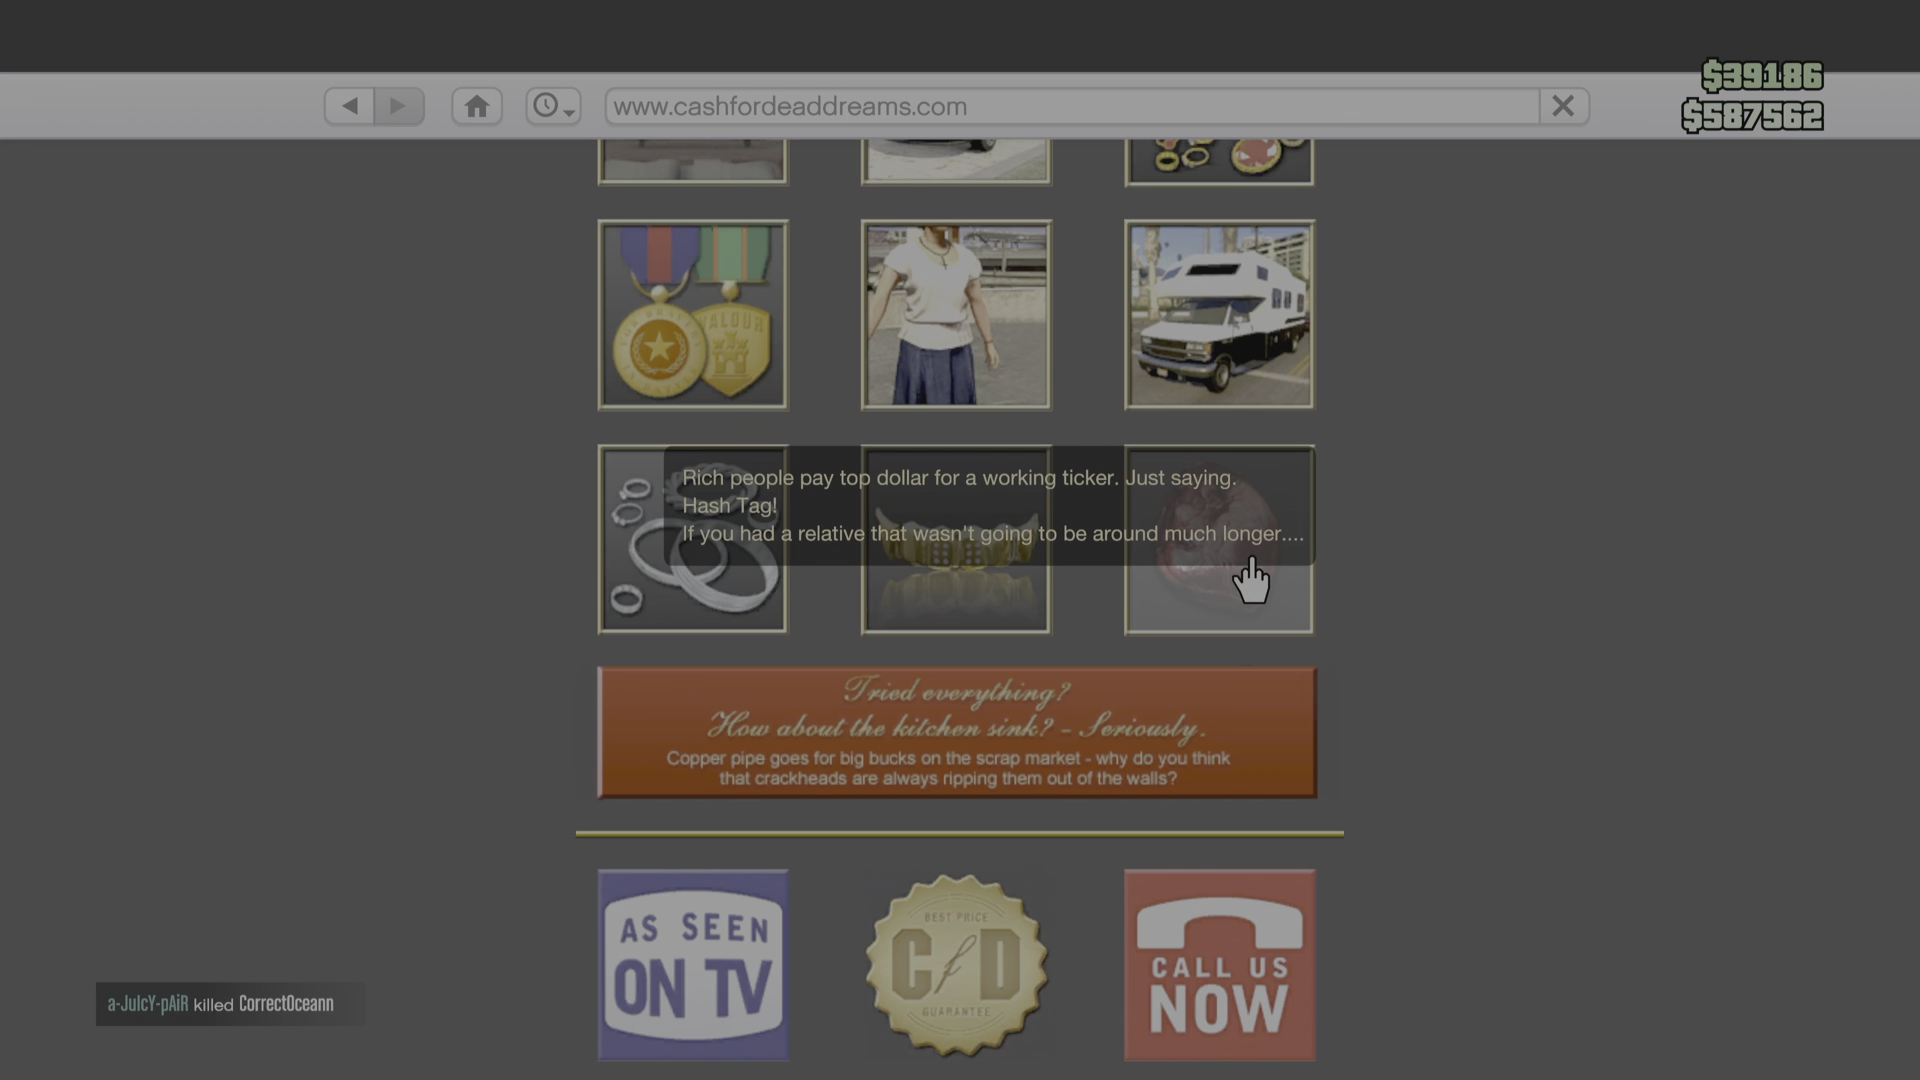 $39186
www.cashfordeaddreams.com
$587562
VALOUR
Rich people pay top dollar for a working ticker. Just saying.
Hash Tag!
If you had a relative that wasn't going to be around much longer....
Tried everything?
How about the kitchen sink? - Seriously.
Copper pipe goes for big bucks on the scrap market - why do you think
that crackheads are always ripping them out of the walls?
AS SEEN
ON TV
BEST PRICE
CfD
GUARANTEE
CALL US
NOW
a-JuIcY-pAiR killed CorrectOceann